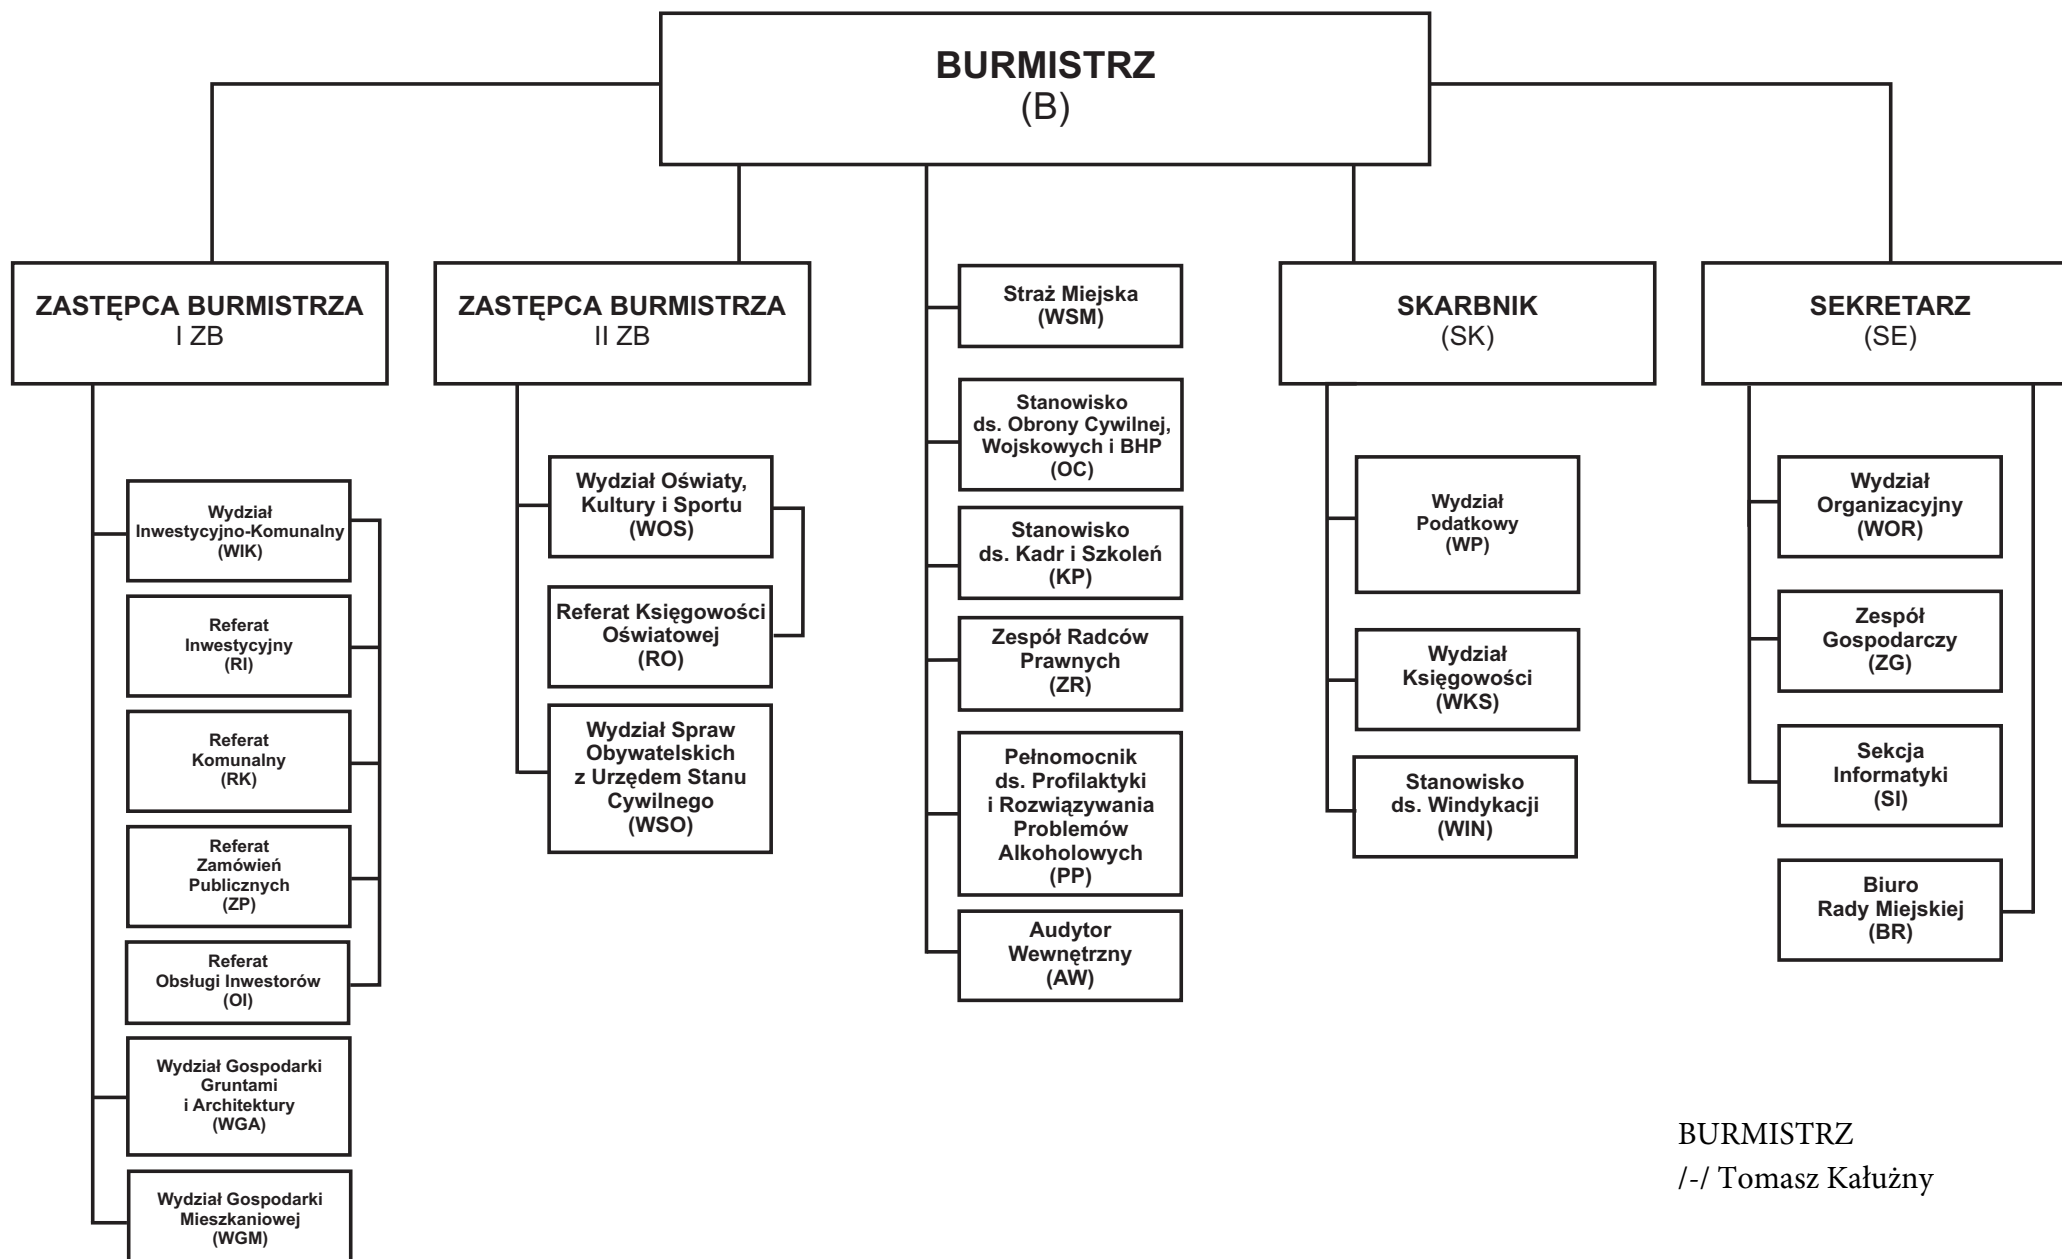 BURMISTRZ
(B)
ZASTĘPCA BURMISTRZA
I ZB
Wydział
Inwestycyjno-Komunalny
(WIK)
Referat
Inwestycyjny
(RI)
Referat
Komunalny
(RK)
Referat
Zamówień
Publicznych
(ZP)
Referat
Obsługi Inwestorów
(OI)
Wydział Gospodarki
Gruntami
i Architektury
(WGA)
Wydział Gospodarki
Mieszkaniowej
(WGM)
ZASTĘPCA BURMISTRZA
II ZB
Wydział Oświaty,
Kultury i Sportu
(WOS)
Referat Księgowości
Oświatowej
(RO)
Wydział Spraw
Obywatelskich
z Urzędem Stanu
Cywilnego
(WSO)
Straż Miejska
(WSM)
Stanowisko
ds. Obrony Cywilnej,
Wojskowych i BHP
(OC)
Stanowisko
ds. Kadr i Szkoleń
(KP)
Zespół Radców
Prawnych
(ZR)
Pełnomocnik
ds. Profilaktyki
i Rozwiązywania
Problemów
Alkoholowych
(PP)
Audytor
Wewnętrzny
(AW)
SKARBNIK
(SK)
Wydział
Podatkowy
(WP)
Wydział
Księgowości
(WKS)
Stanowisko
ds. Windykacji
(WIN)
SEKRETARZ
(SE)
Wydział
Organizacyjny
(WOR)
Zespół
Gospodarczy
(ZG)
Sekcja
Informatyki
(SI)
Biuro
Rady Miejskiej
(BR)
BURMISTRZ
/-/ Tomasz Kałużny